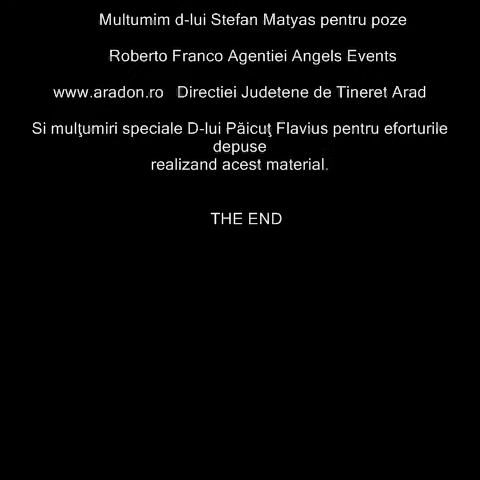 Multumim d-lui Stefan Matyas pentru poze
Roberto Franco Agentiei Angels Events
www.aradon.ro Directiei Judetene de Tineret Arad
Si mulţumiri speciale D-lui Păicuţ Flavius pentru eforturile
depuse
realizand acest material.
THE END